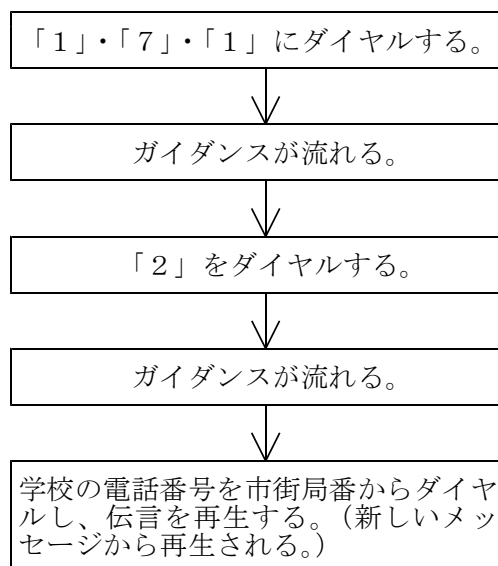 「１」・「７」・「１」にダイヤルする。
ガイダンスが流れる。
「２」をダイヤルする。
ガイダンスが流れる。
学校の電話番号を市街局番からダイヤ
ルし、伝言を再生する。（新しいメッ
セージから再生される。）